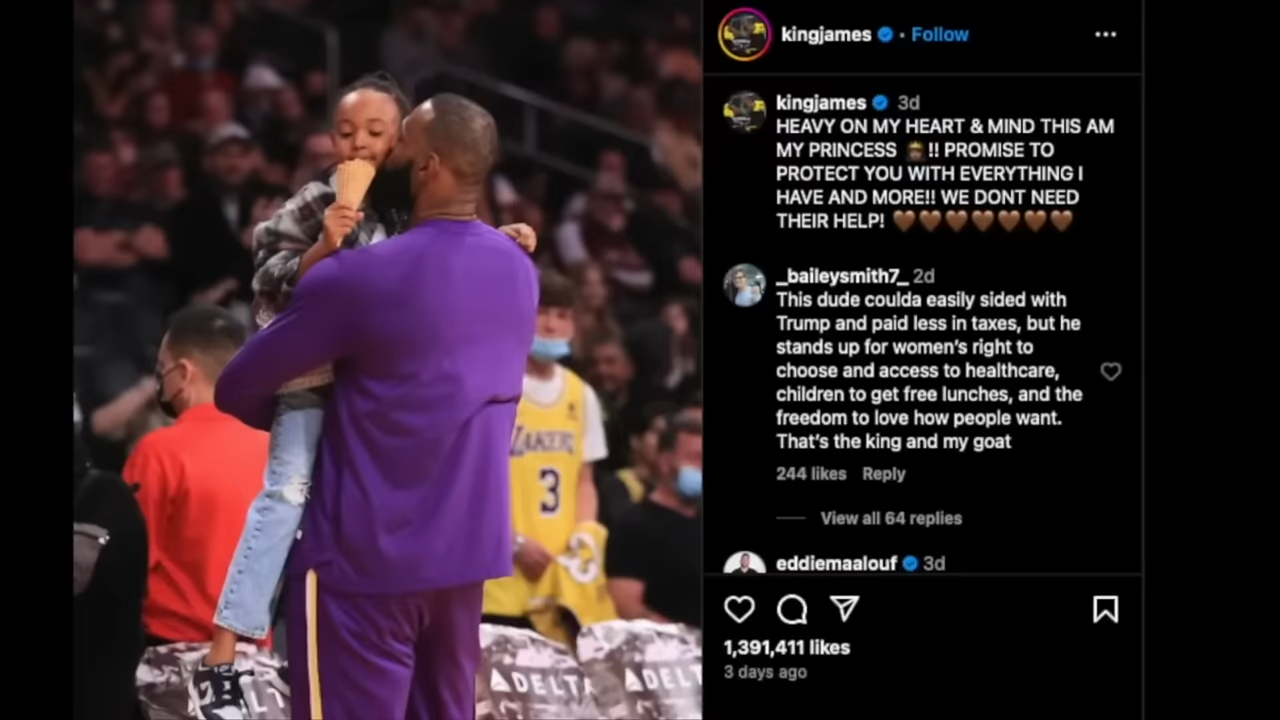 kingjames • Follow
kingjames 3d
HEAVY ON MY HEART & MIND THIS AM
MY PRINCESS 👸🏾!! PROMISE TO
PROTECT YOU WITH EVERYTHING I
HAVE AND MORE!! WE DONT NEED
THEIR HELP! 🤎🤎🤎🤎🤎🤎🤎
_baileysmith7_ 2d
This dude coulda easily sided with
Trump and paid less in taxes, but he
stands up for women's right to
choose and access to healthcare,
children to get free lunches, and the
freedom to love how people want.
That's the king and my goat
244 likes Reply
View all 64 replies
eddiemaalouf 3d
1,391,411 likes
3 days ago
LAKERS
3
DELTA
DELTA